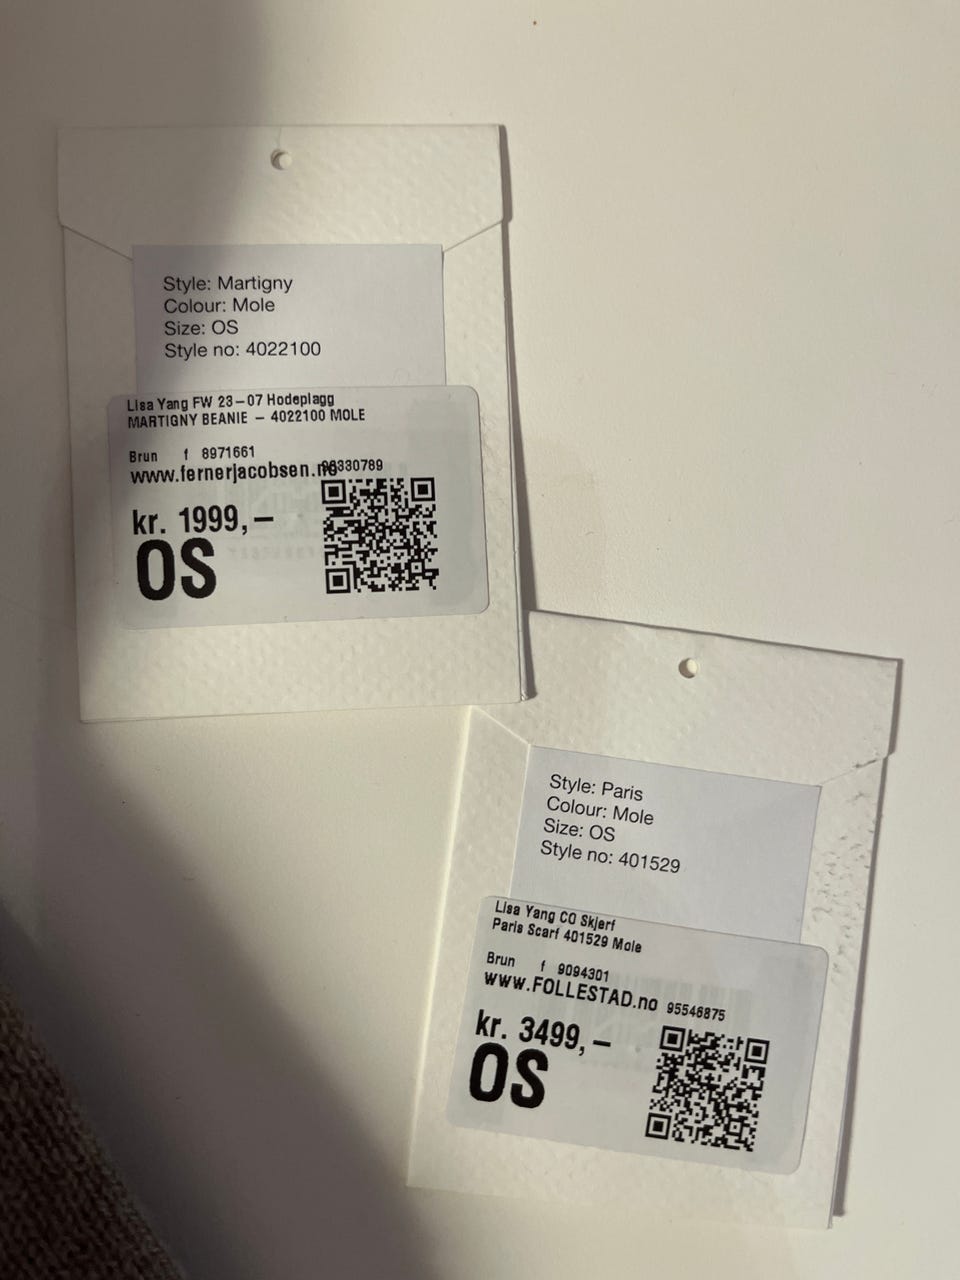 Style: Martigny
Colour: Mole
Size: OS
Style no: 4022100
Lisa Yang FW 23-07 Hodeplagg
MARTIGNY BEANIE – 4022100 MOLE
Brun f 8971661
www.fernerjacobsen.no
kr. 1999,–
OS
Style: Paris
Colour: Mole
Size: OS
Style no: 401529
Lisa Yang CO Skjerf
Paris Scarf 401529 Mole
Brun f 9094301
www.FOLLESTAD.no 95546875
kr. 3499,–
OS